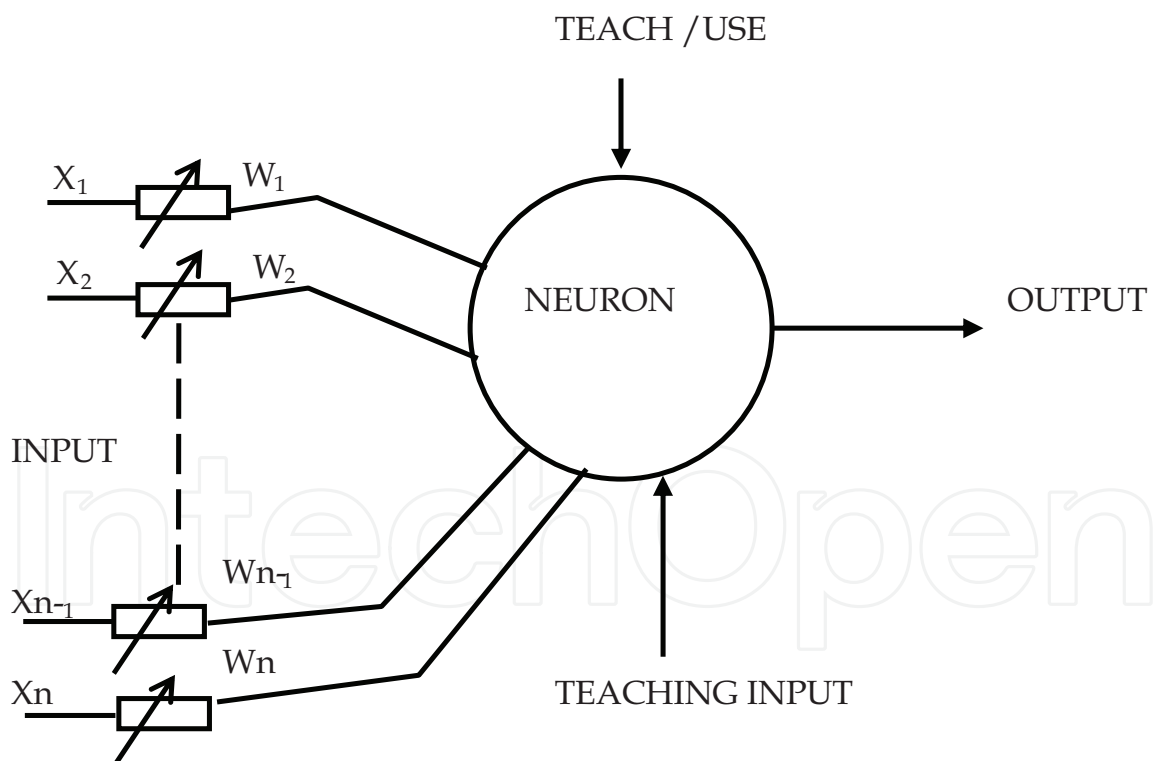 TEACH /USE
X₁
W₁
X₂
W₂
NEURON
OUTPUT
INPUT
IntechOpen
Wn-₁
Xn-₁
Wn
Xn
TEACHING INPUT